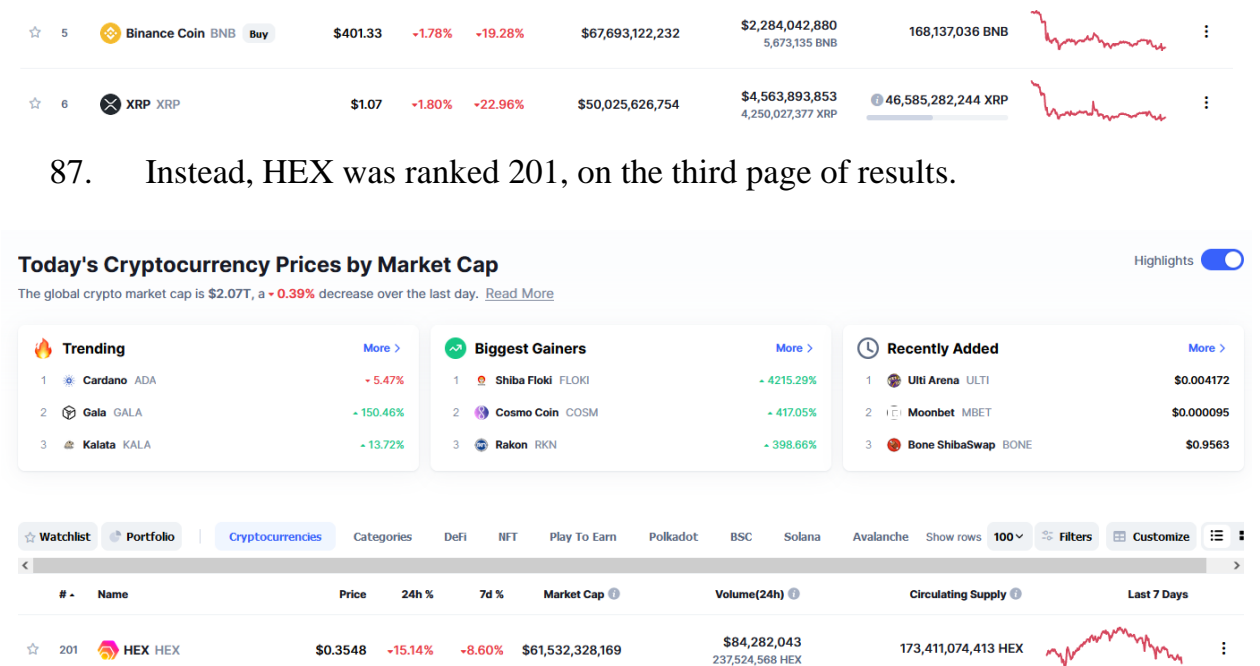 5 Binance Coin BNB Buy $401.33 -1.78% -19.28% $67,693,122,232 $2,284,042,880 168,137,036 BNB
5,673,135 BNB
6 XRP XRP $1.07 -1.80% -22.96% $50,025,626,754 $4,563,893,853 46,585,282,244 XRP
4,250,027,377 XRP
87. Instead, HEX was ranked 201, on the third page of results.
Today's Cryptocurrency Prices by Market Cap Highlights
The global crypto market cap is $2.07T, a 0.39% decrease over the last day. Read More
Trending More > Biggest Gainers More > Recently Added More >
1 Cardano ADA 5.47% 1 Shiba Floki FLOKI 4215.29% 1 Ulti Arena ULTI $0.004172
2 Gala GALA 150.46% 2 Cosmo Coin COSM 417.05% 2 Moonbet MBET $0.000095
3 Kalata KALA 13.72% 3 Rakon RKN 398.66% 3 Bone ShibaSwap BONE $0.9563
Watchlist Portfolio Cryptocurrencies Categories DeFi NFT Play To Earn Polkadot BSC Solana Avalanche Show rows 100 Filters Customize
# Name Price 24h % 7d % Market Cap Volume(24h) Circulating Supply Last 7 Days
201 HEX HEX $0.3548 15.14% 8.60% $61,532,328,169 $84,282,043 173,411,074,413 HEX
237,524,568 HEX